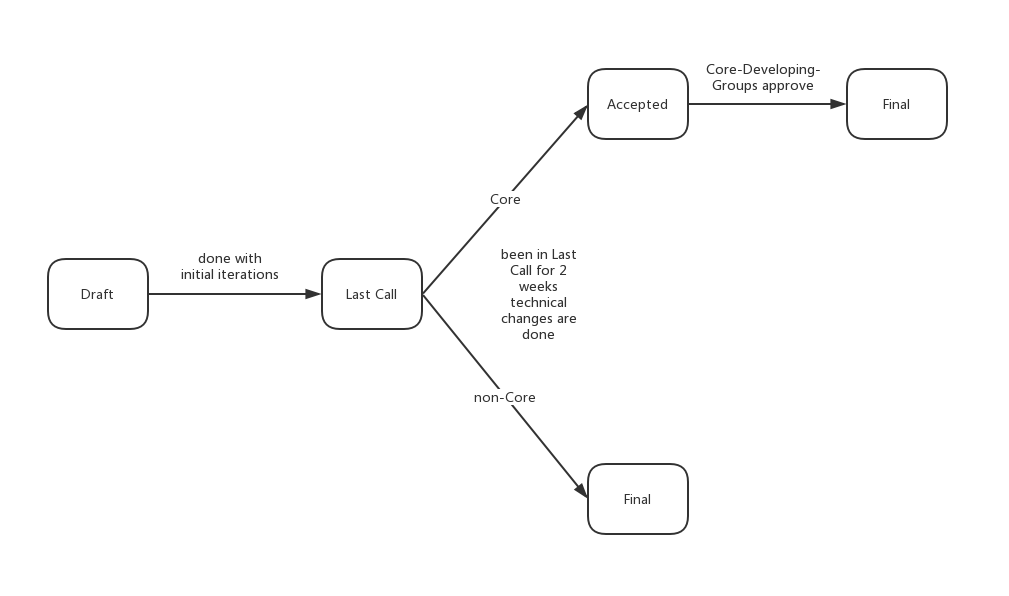 Core-Developing-
Groups approve
Accepted
Final
Core
done with
initial iterations
been in Last
Call for 2
weeks
technical
changes are
done
Draft
Last Call
non-Core
Final